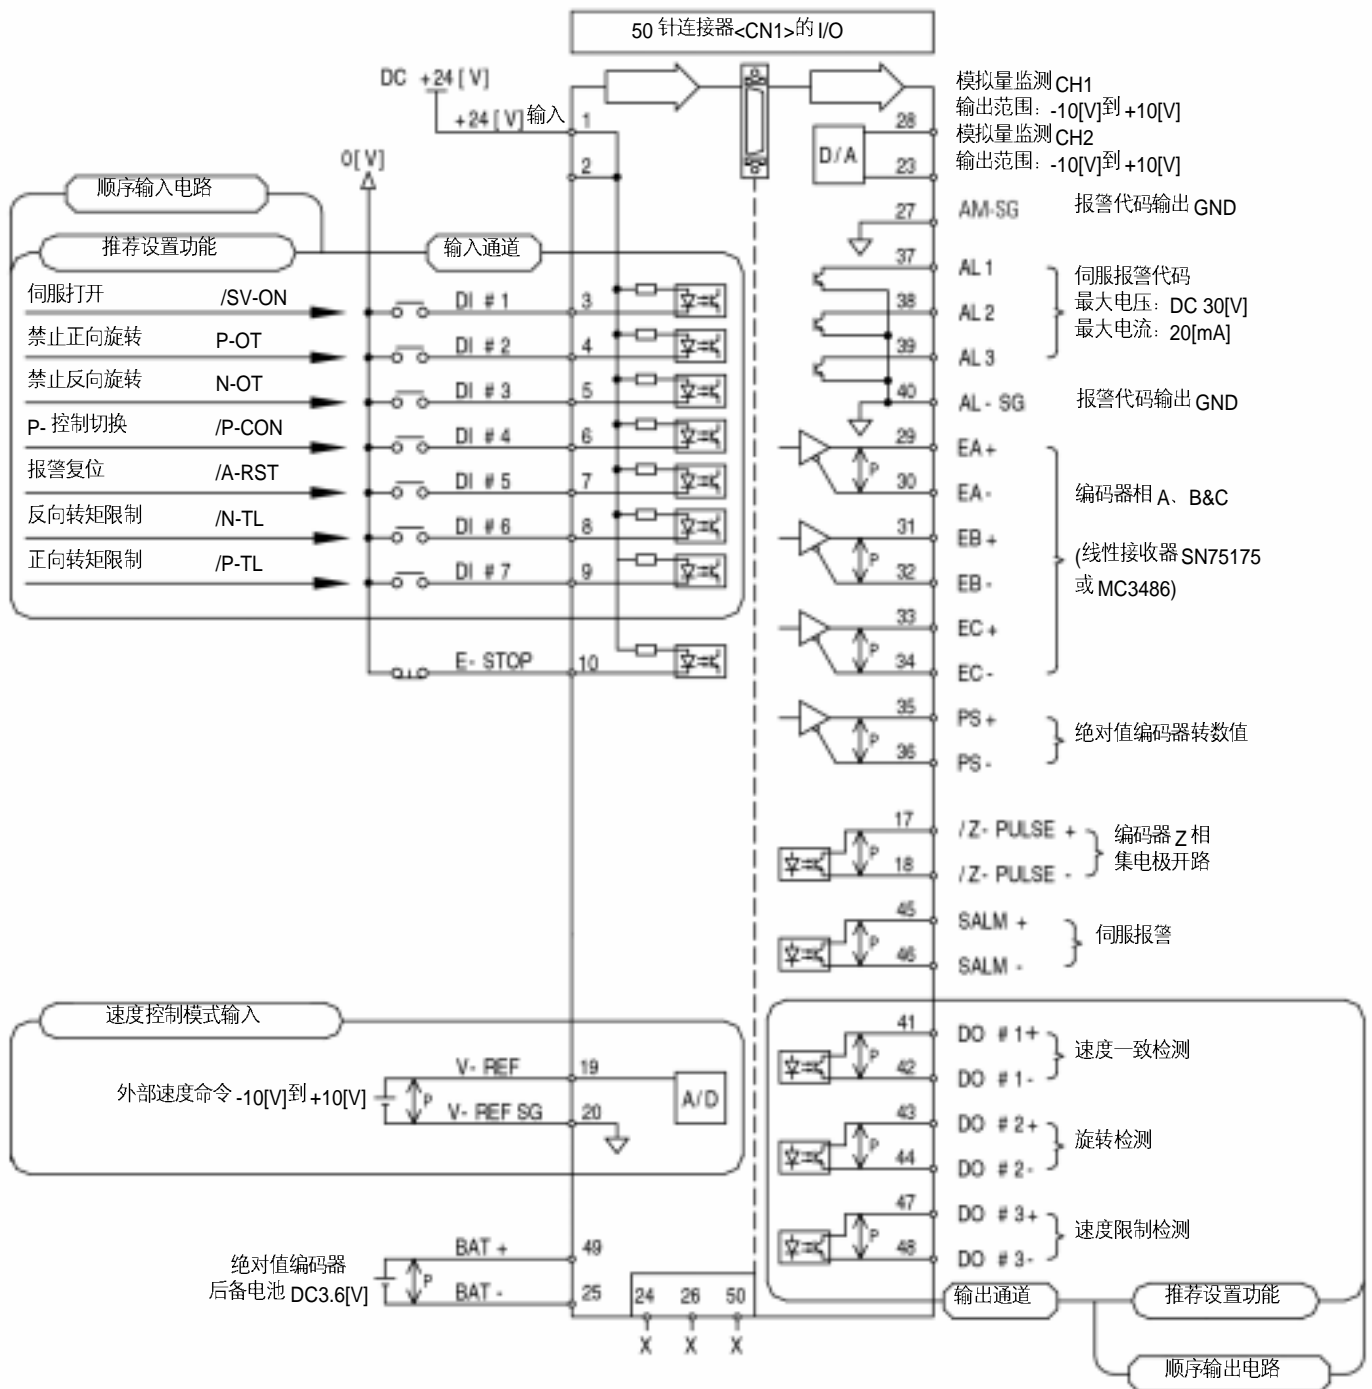 50 针连接器<CN1>的 I/O
DC +24[V]
+24[V]输入
1
2
0[V]
顺序输入电路
推荐设置功能
输入通道
伺服打开 /SV-ON
DI #1 3
禁止正向旋转 P-OT
DI #2 4
禁止反向旋转 N-OT
DI #3 5
P- 控制切换 /P-CON
DI #4 6
报警复位 /A-RST
DI #5 7
反向转矩限制 /N-TL
DI #6 8
正向转矩限制 /P-TL
DI #7 9
E- STOP 10
速度控制模式输入
外部速度命令 -10[V]到 +10[V]
P
V- REF 19
V- REF SG 20
A/D
绝对值编码器
后备电池 DC3.6[V]
P
BAT + 49
BAT - 25
24 26 50
X X X
D/A
28
模拟量监测 CH1
输出范围：-10[V]到 +10[V]
23
模拟量监测 CH2
输出范围：-10[V]到 +10[V]
27 AM-SG 报警代码输出 GND
37 AL1
38 AL2
39 AL3
伺服报警代码
最大电压：DC 30[V]
最大电流：20[mA]
40 AL- SG 报警代码输出 GND
29 EA+
P
30 EA-
31 EB+
P
32 EB-
33 EC+
P
34 EC-
编码器相 A、B&C
(线性接收器 SN75175
或 MC3486)
35 PS+
P
36 PS-
绝对值编码器转数值
17 /Z- PULSE +
P
18 /Z- PULSE -
编码器 Z 相
集电极开路
45 SALM +
P
46 SALM -
伺服报警
41 DO #1+
P
42 DO #1-
速度一致检测
43 DO #2+
P
44 DO #2-
旋转检测
47 DO #3+
P
48 DO #3-
速度限制检测
输出通道
推荐设置功能
顺序输出电路